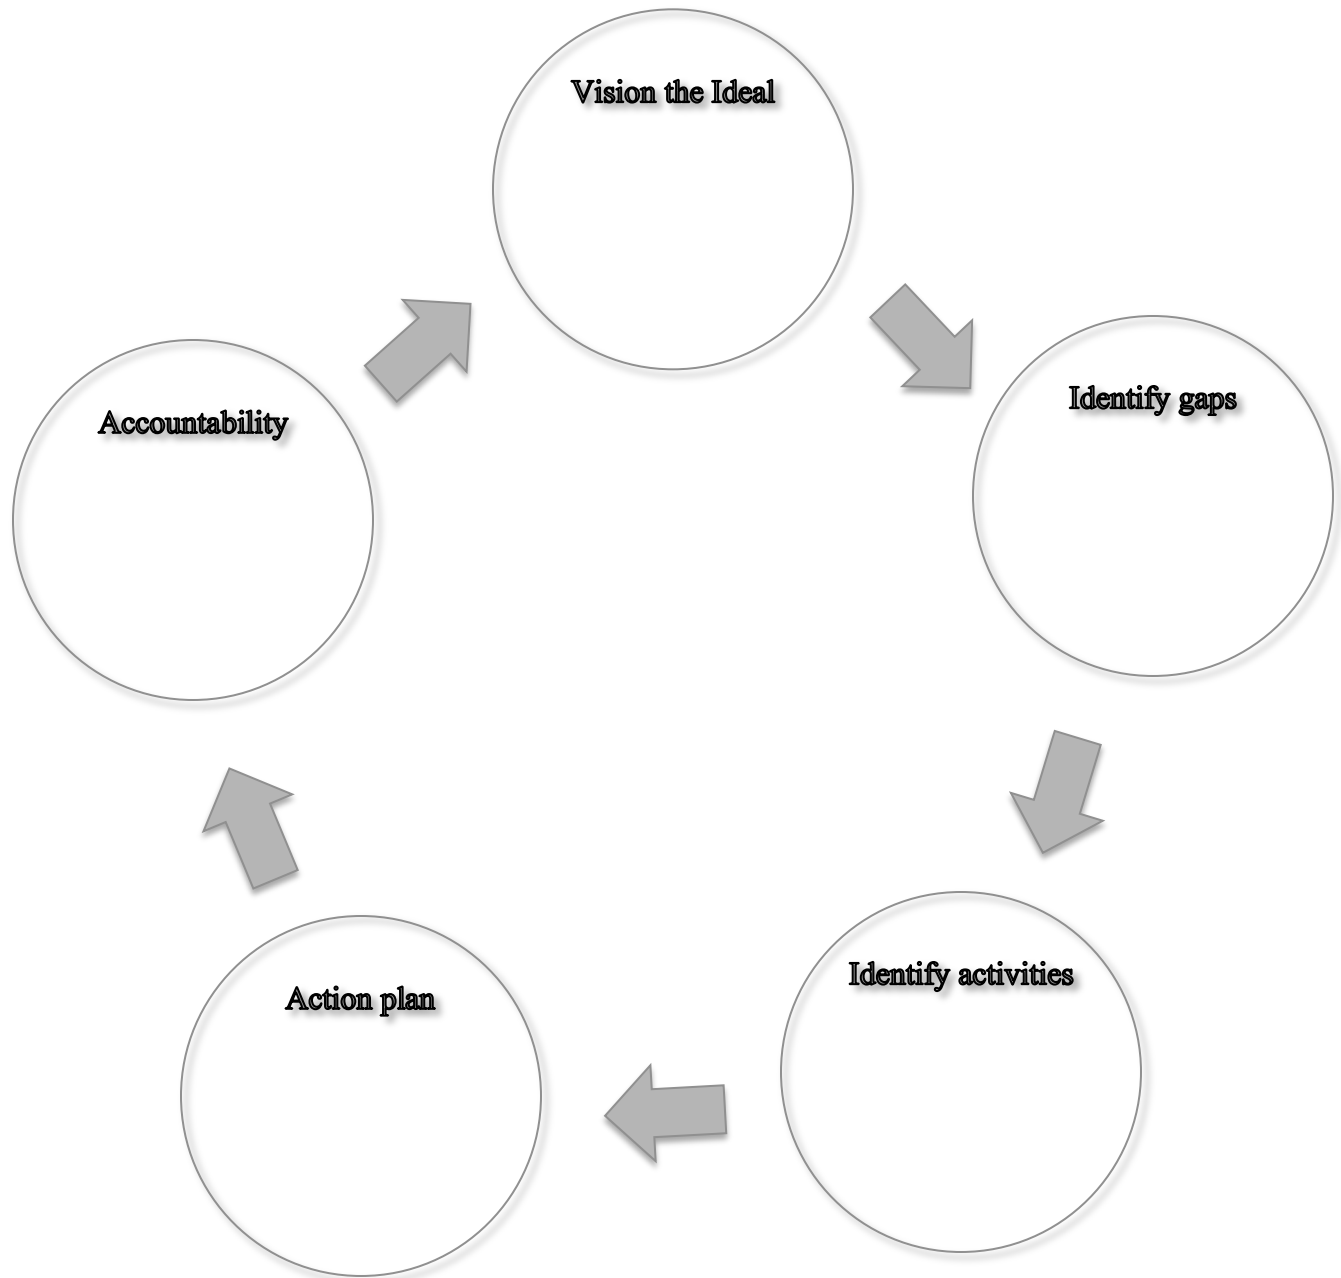 Vision the Ideal
Identify gaps
Identify activities
Action plan
Accountability